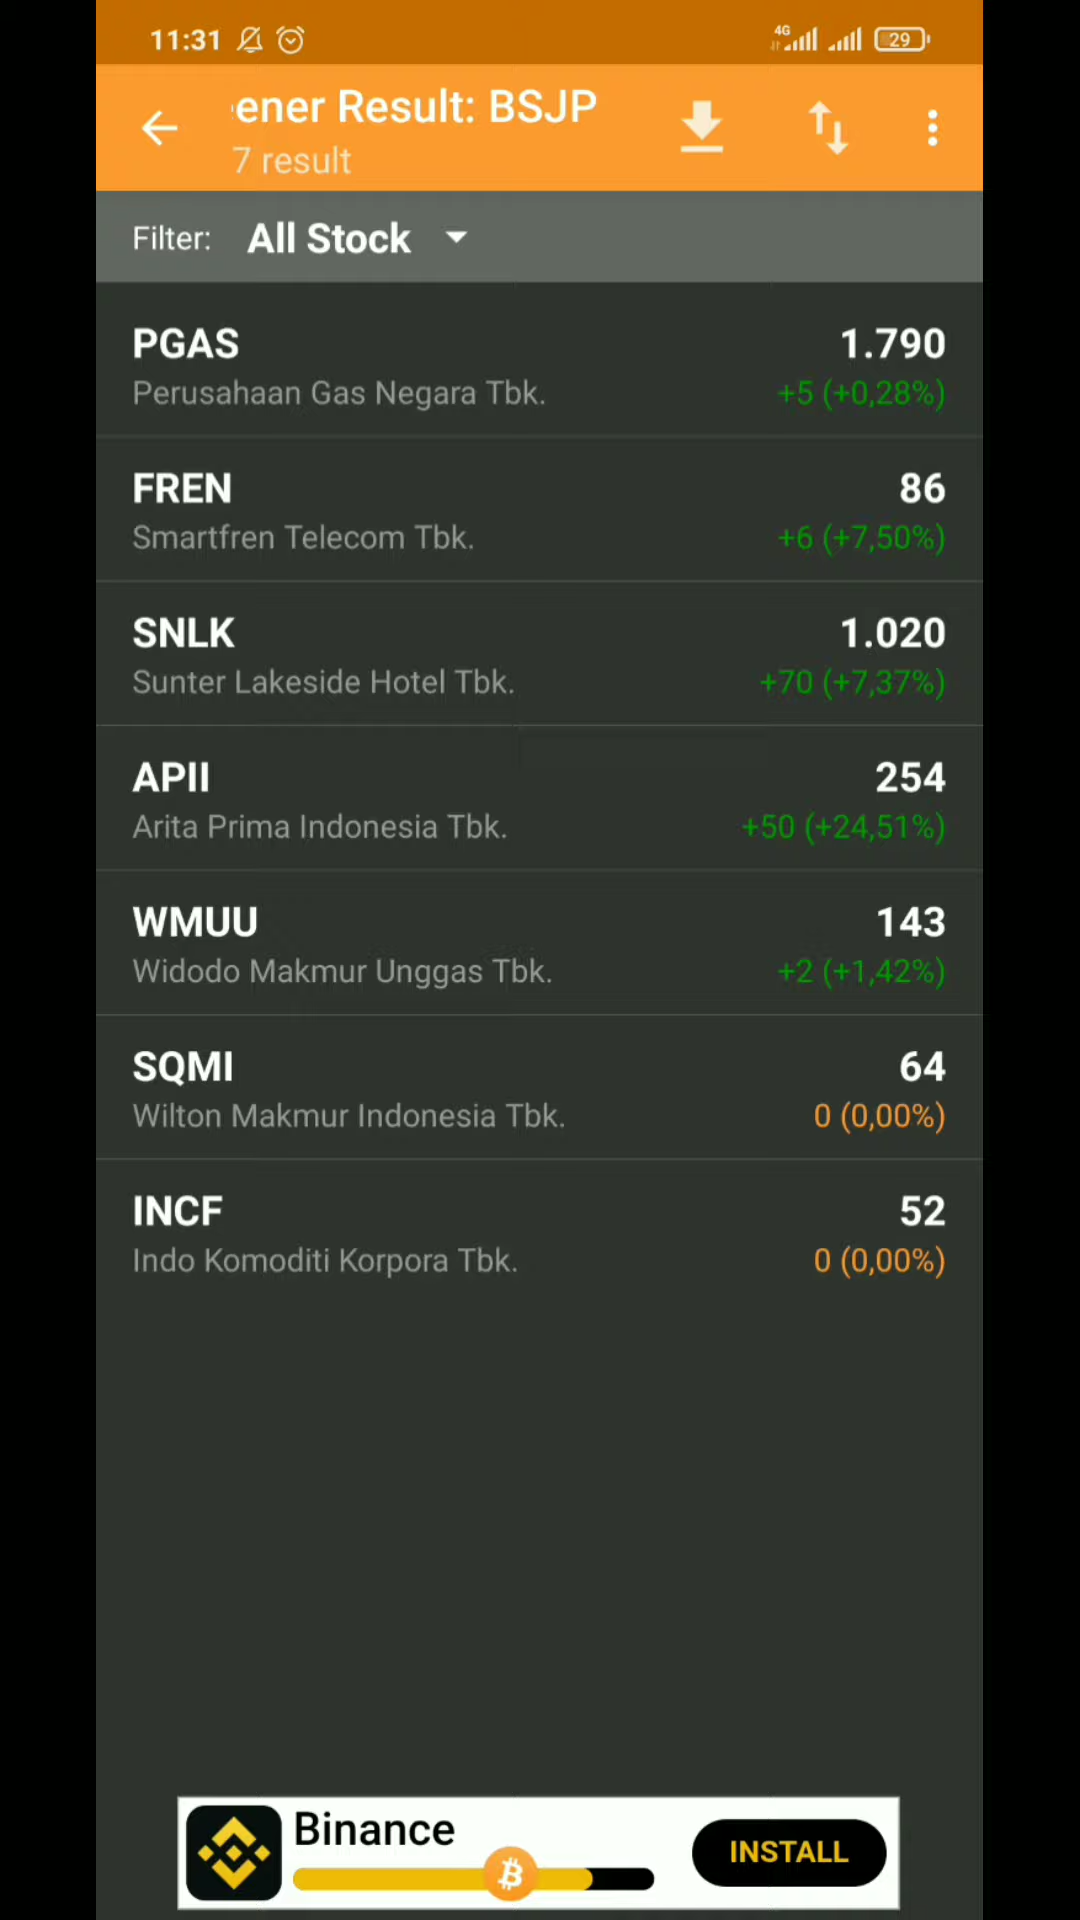 11:31 4G 29
ener Result: BSJP
7 result
Filter: All Stock
PGAS 1.790
Perusahaan Gas Negara Tbk. +5 (+0,28%)
FREN 86
Smartfren Telecom Tbk. +6 (+7,50%)
SNLK 1.020
Sunter Lakeside Hotel Tbk. +70 (+7,37%)
APII 254
Arita Prima Indonesia Tbk. +50 (+24,51%)
WMUU 143
Widodo Makmur Unggas Tbk. +2 (+1,42%)
SQMI 64
Wilton Makmur Indonesia Tbk. 0 (0,00%)
INCF 52
Indo Komoditi Korpora Tbk. 0 (0,00%)
Binance
INSTALL